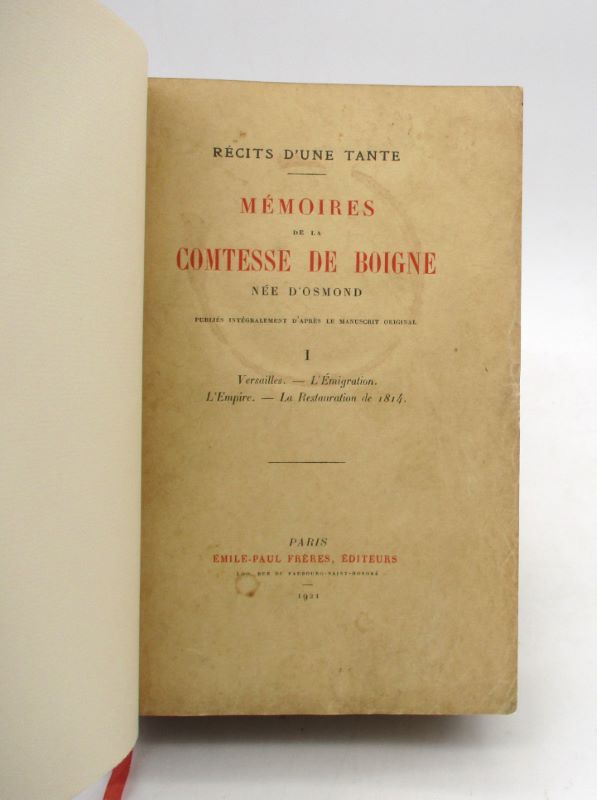 RÉCITS D'UNE TANTE
MÉMOIRES
DE LA
COMTESSE DE BOIGNE
NÉE D'OSMOND
PUBLIÉS INTÉGRALEMENT D'APRÈS LE MANUSCRIT ORIGINAL
I
Versailles. — L'Émigration.
L'Empire. — La Restauration de 1814.
PARIS
ÉMILE-PAUL FRÈRES, ÉDITEURS
RUE DU FAUBOURG-SAINT-HONORÉ
1921